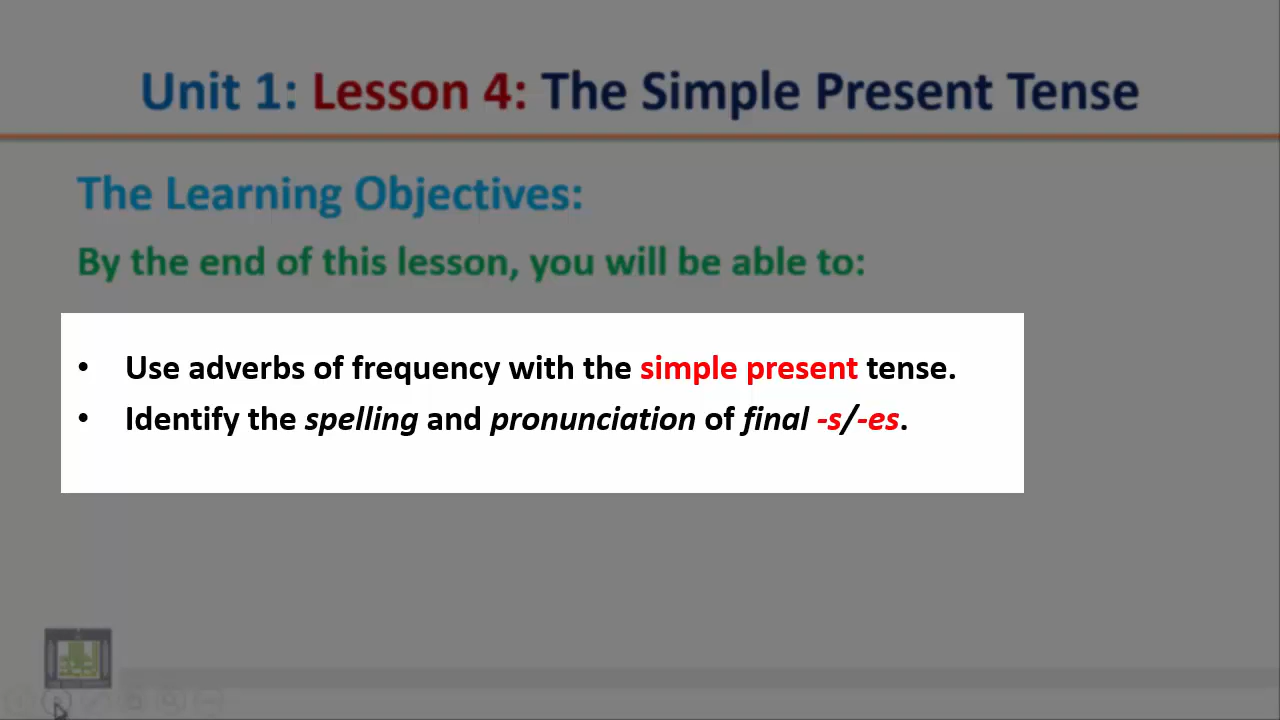 Unit 1: Lesson 4: The Simple Present Tense
The Learning Objectives:
By the end of this lesson, you will be able to:
• Use adverbs of frequency with the simple present tense.
• Identify the spelling and pronunciation of final -s/-es.